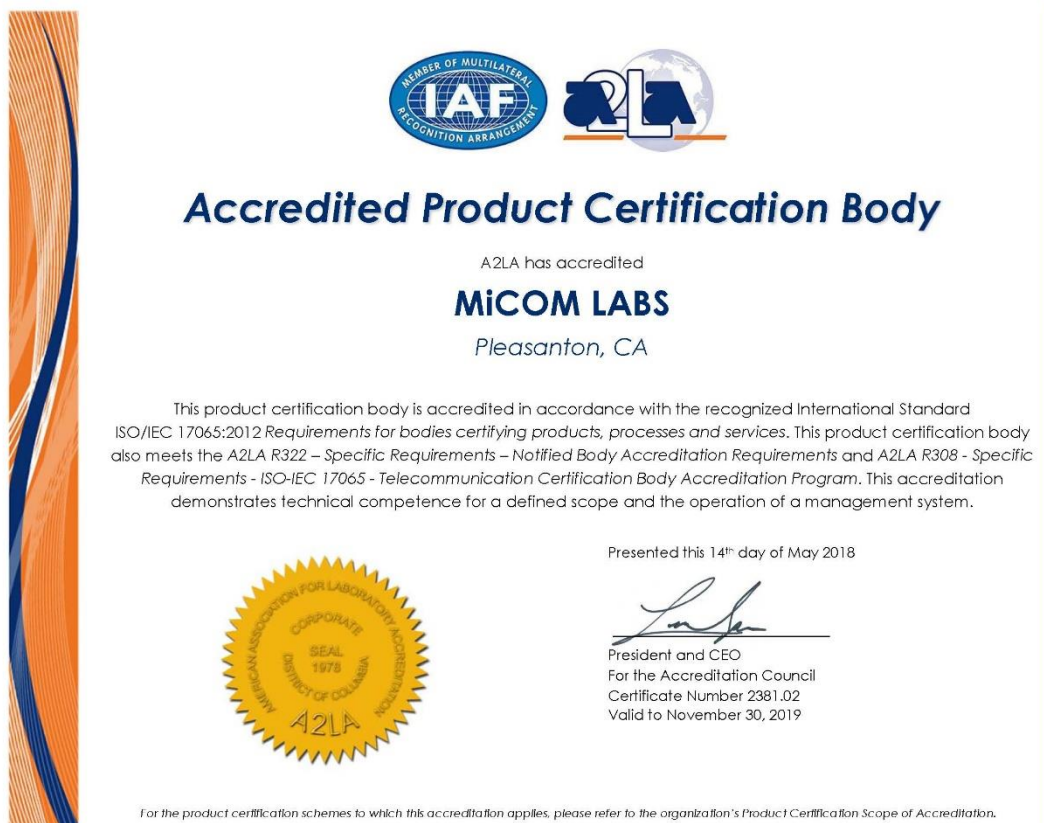 MEMBER OF MULTILATERAL
IAF
RECOGNITION ARRANGEMENT
a2La
Accredited Product Certification Body
A2LA has accredited
MiCOM LABS
Pleasanton, CA
This product certification body is accredited in accordance with the recognized International Standard
ISO/IEC 17065:2012 Requirements for bodies certifying products, processes and services. This product certification body
also meets the A2LA R322 – Specific Requirements – Notified Body Accreditation Requirements and A2LA R308 - Specific
Requirements - ISO-IEC 17065 - Telecommunication Certification Body Accreditation Program. This accreditation
demonstrates technical competence for a defined scope and the operation of a management system.
Presented this 14th day of May 2018
AMERICAN ASSOCIATION FOR LABORATORY ACCREDITATION
CORPORATE
SEAL
1978
DISTRICT OF COLUMBIA
A2LA
President and CEO
For the Accreditation Council
Certificate Number 2381.02
Valid to November 30, 2019
For the product certification schemes to which this accreditation applies, please refer to the organization's Product Certification Scope of Accreditation.